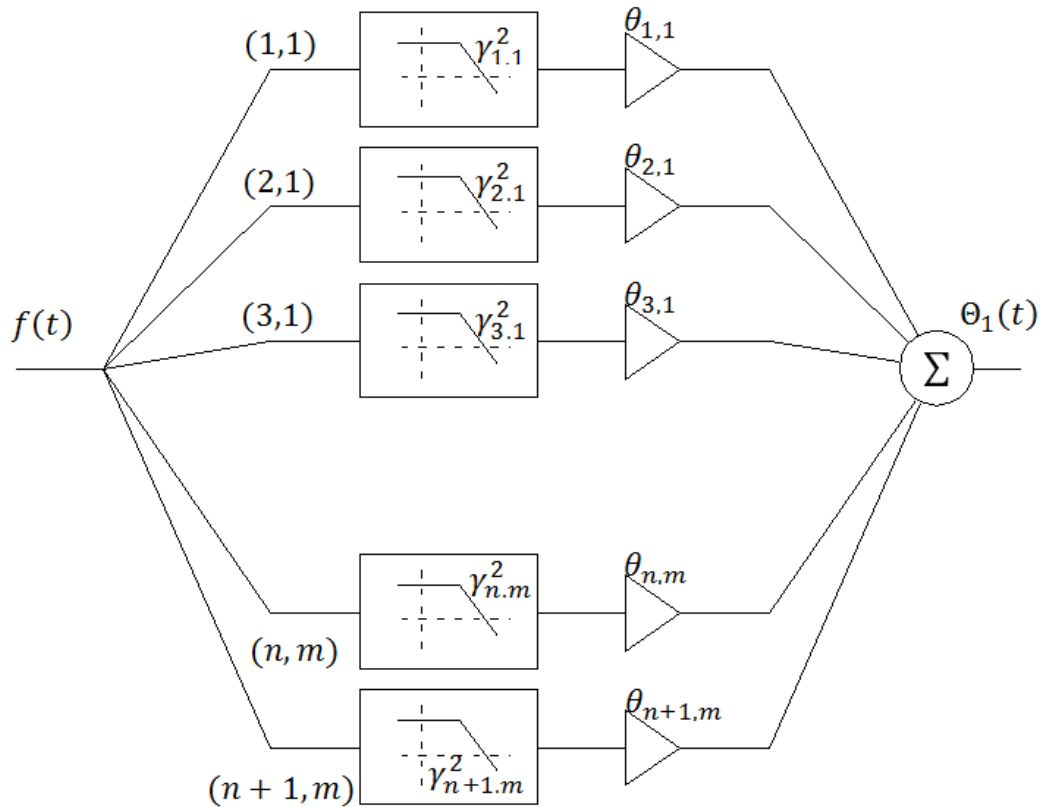 (1,1) γ²₁.₁ θ₁,₁
(2,1) γ²₂.₁ θ₂,₁
(3,1) γ²₃.₁ θ₃,₁
f(t) Σ Θ₁(t)
(n, m) γ²ₙ.ₘ θₙ,ₘ
(n + 1, m) γ²ₙ₊₁.ₘ θₙ₊₁,ₘ